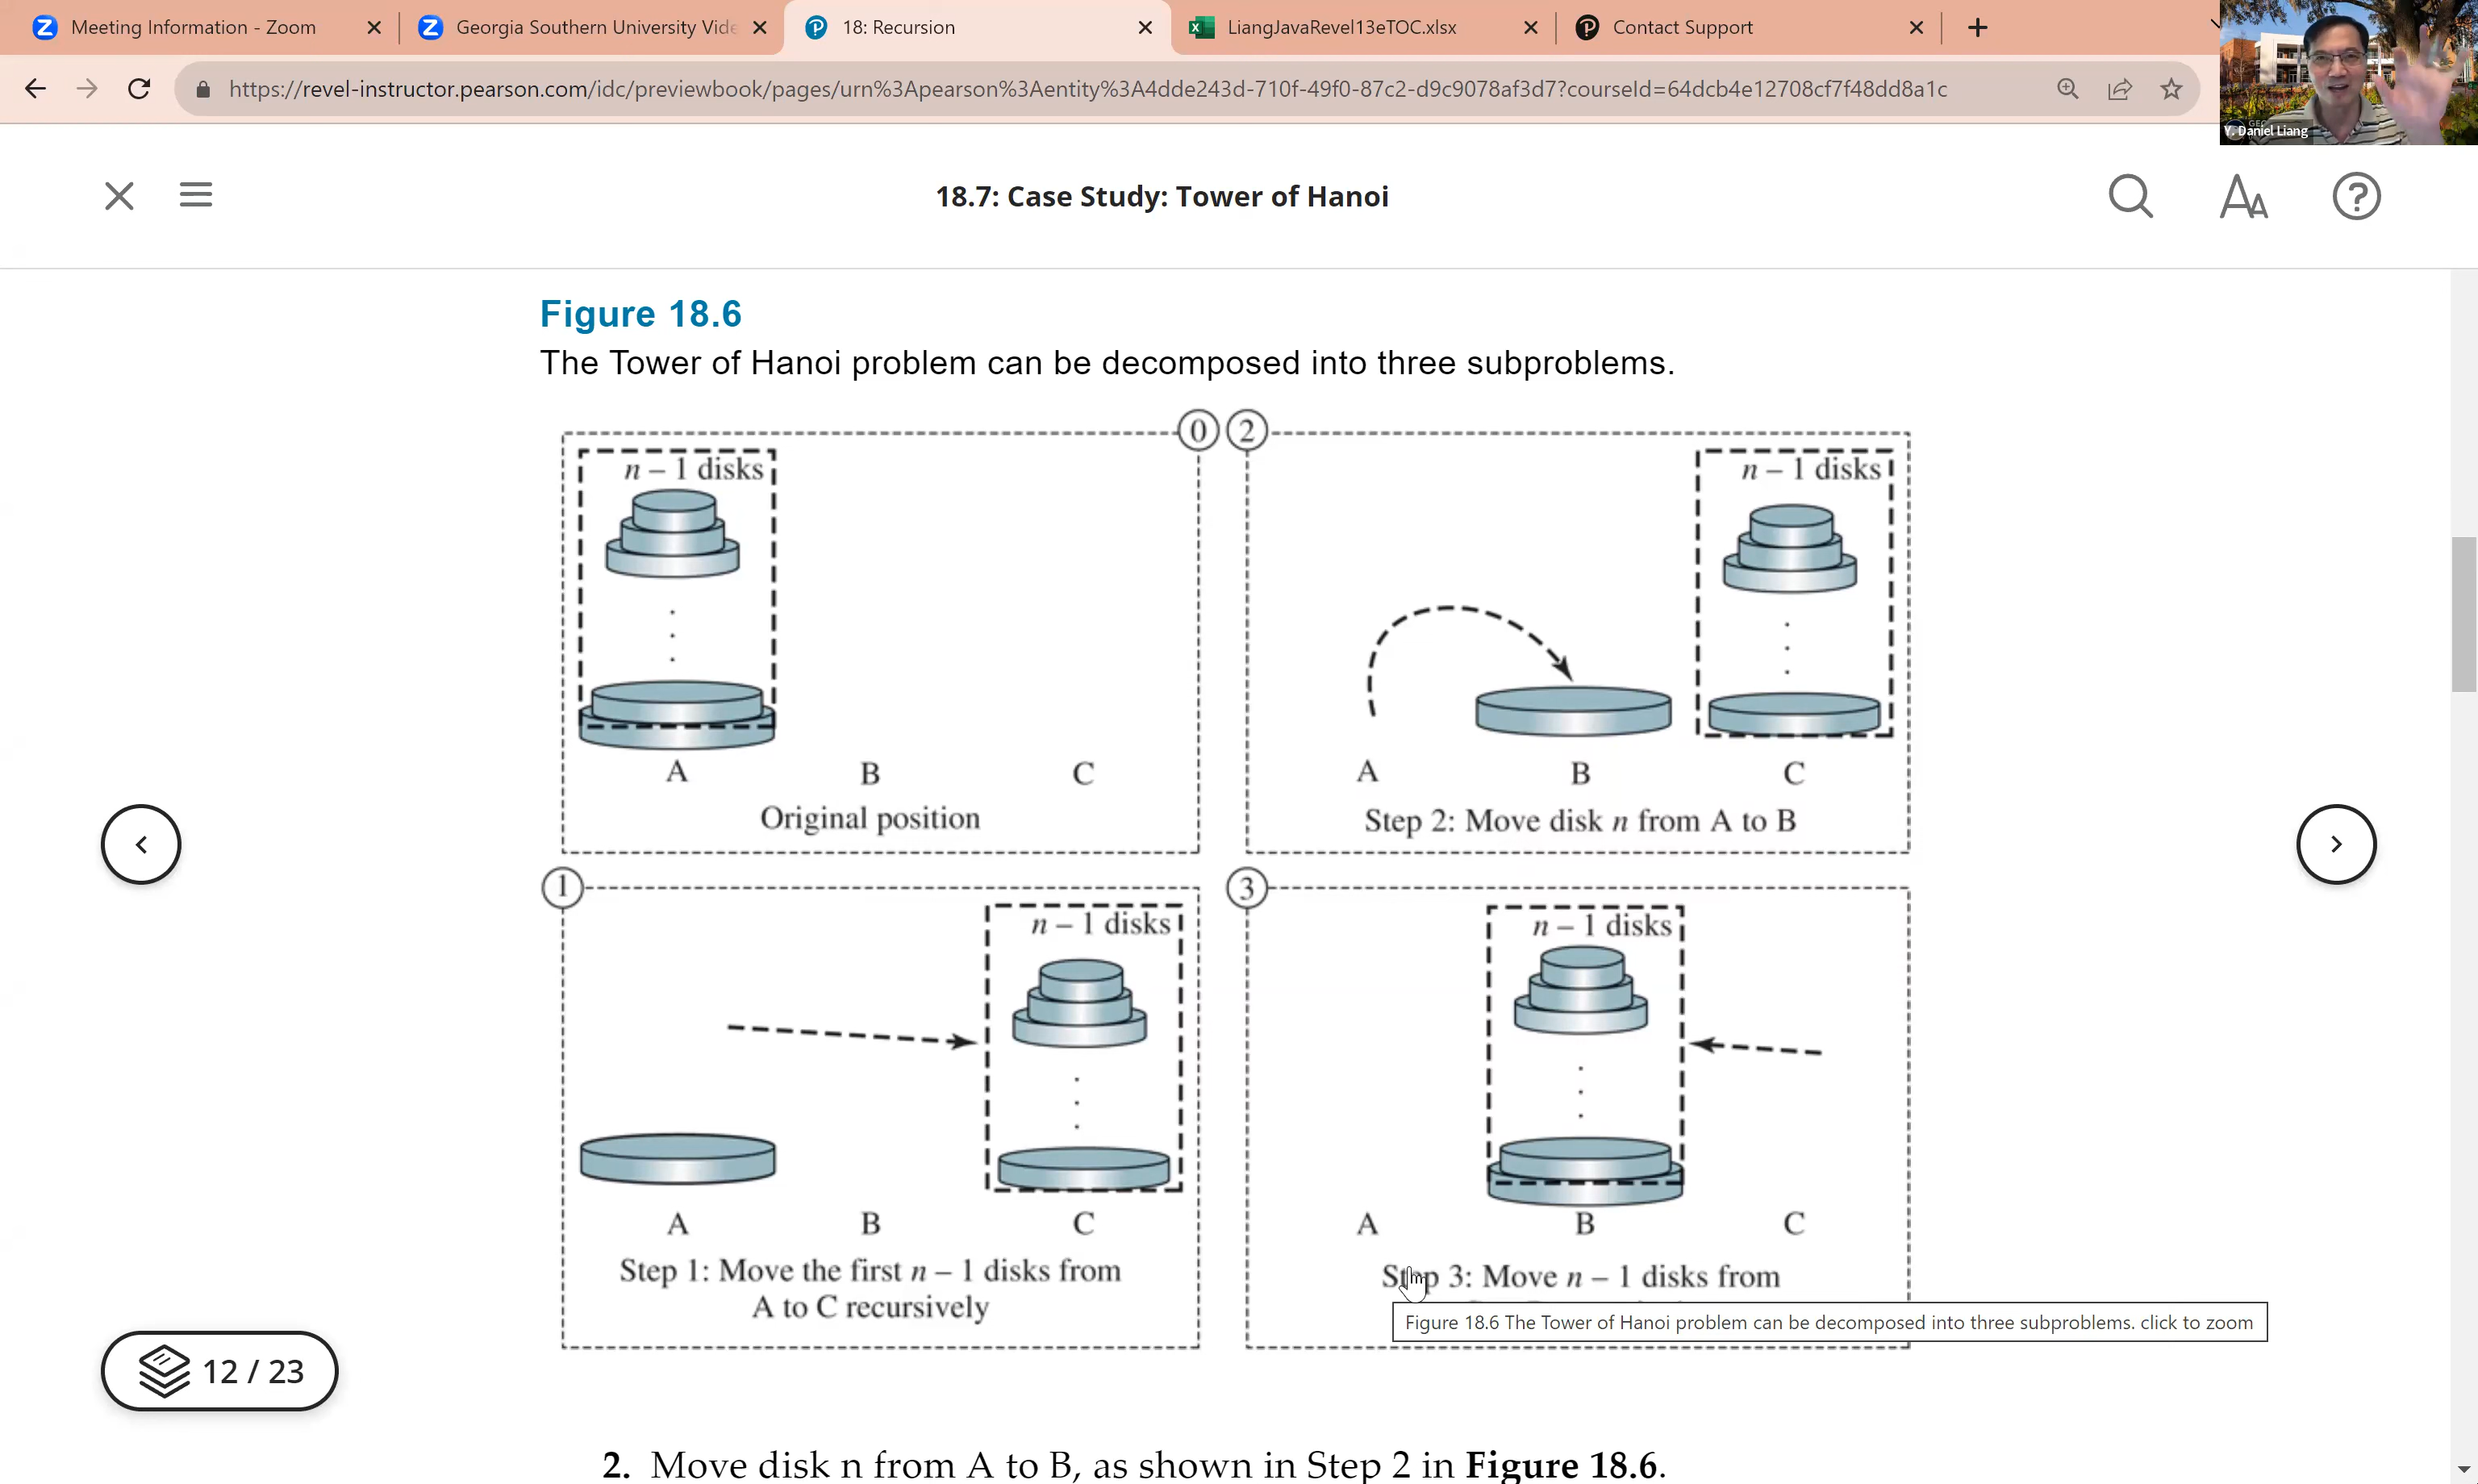 Meeting Information - Zoom
Georgia Southern University Vide
18: Recursion
LiangJavaRevel13eTOC.xlsx
Contact Support
https://revel-instructor.pearson.com/idc/previewbook/pages/urn%3Apearson%3Aentity%3A4dde243d-710f-49f0-87c2-d9c9078af3d7?courseId=64dcb4e12708cf7f48dd8a1c
Y. Daniel Liang
18.7: Case Study: Tower of Hanoi
Figure 18.6
The Tower of Hanoi problem can be decomposed into three subproblems.
0
n – 1 disks
A B C
Original position
2
n – 1 disks
A B C
Step 2: Move disk n from A to B
1
n – 1 disks
A B C
Step 1: Move the first n – 1 disks from
A to C recursively
3
n – 1 disks
A B C
Step 3: Move n – 1 disks from
Figure 18.6 The Tower of Hanoi problem can be decomposed into three subproblems. click to zoom
12 / 23
2. Move disk n from A to B, as shown in Step 2 in Figure 18.6.